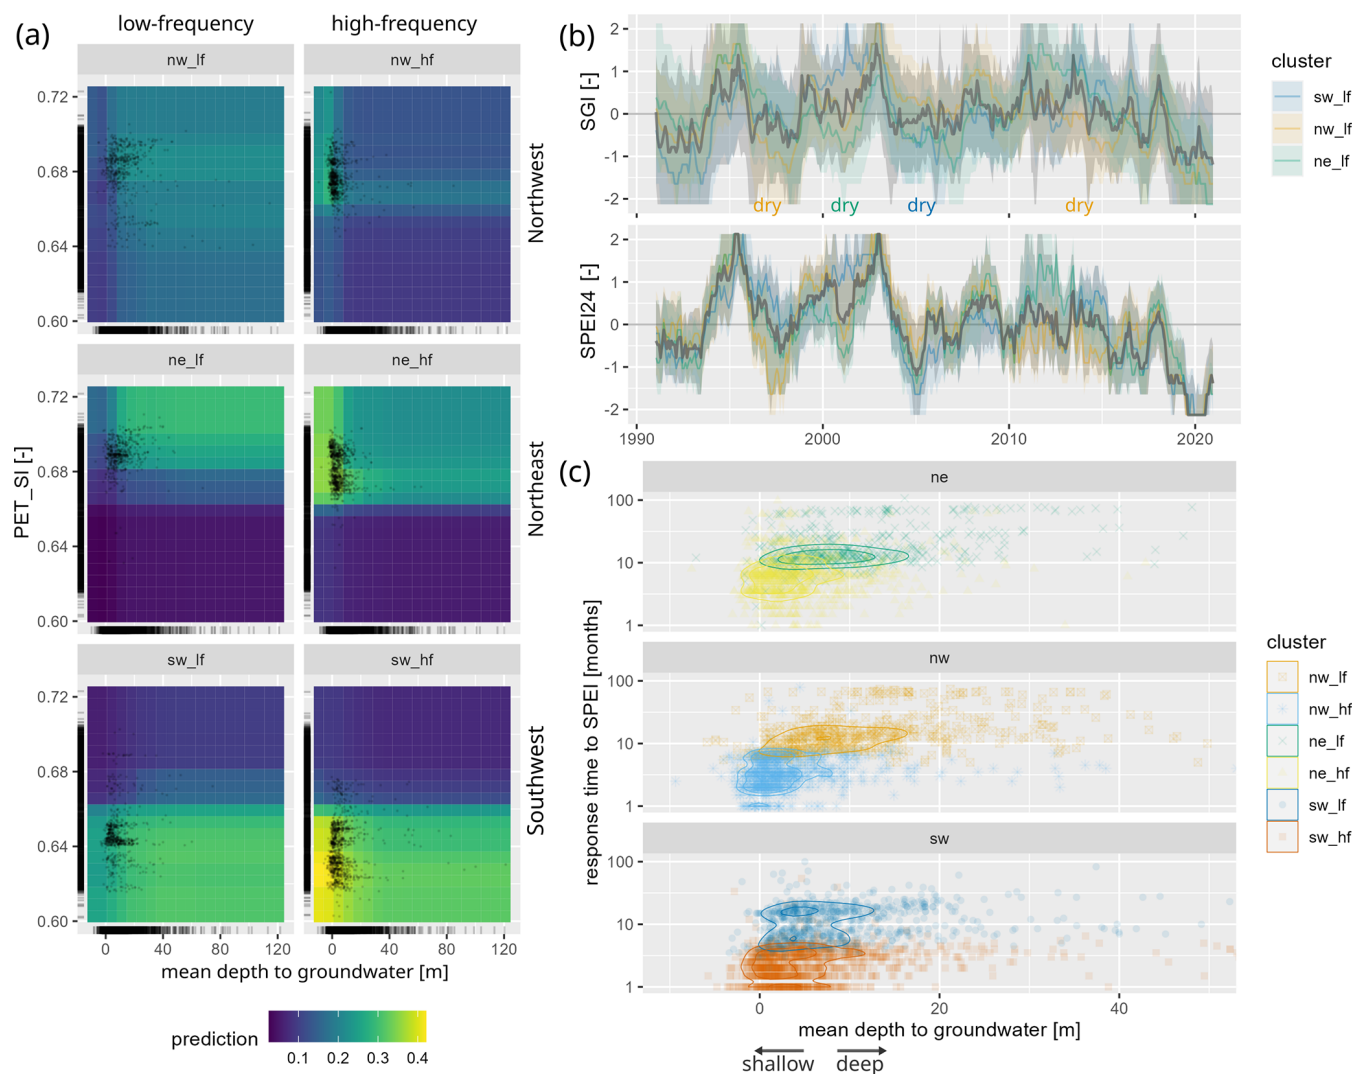 (a)
low-frequency
high-frequency
nw_lf
nw_hf
0.72
0.68
0.64
0.60
Northwest
ne_lf
ne_hf
0.72
0.68
0.64
0.60
Northeast
PET_SI [-]
sw_lf
sw_hf
0.72
0.68
0.64
0.60
Southwest
0
40
80
120
0
40
80
120
mean depth to groundwater [m]
prediction
0.1
0.2
0.3
0.4
(b)
2
1
0
-1
-2
SGI [-]
dry
dry
dry
dry
2
1
0
-1
-2
SPEI24 [-]
1990
2000
2010
2020
cluster
sw_lf
nw_lf
ne_lf
(c)
ne
100
10
1
nw
100
10
1
sw
100
10
1
response time to SPEI [months]
0
20
40
mean depth to groundwater [m]
shallow
deep
cluster
nw_lf
nw_hf
ne_lf
ne_hf
sw_lf
sw_hf